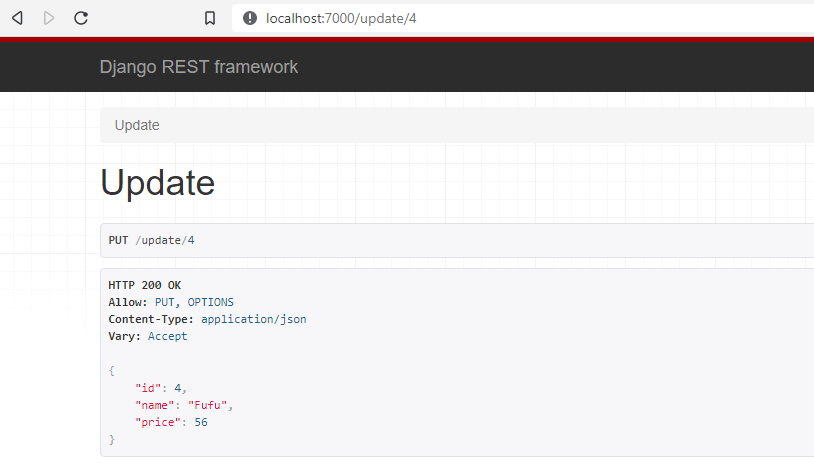 localhost:7000/update/4
Django REST framework
Update
Update
PUT /update/4
HTTP 200 OK
Allow: PUT, OPTIONS
Content-Type: application/json
Vary: Accept
{
"id": 4,
"name": "Fufu",
"price": 56
}